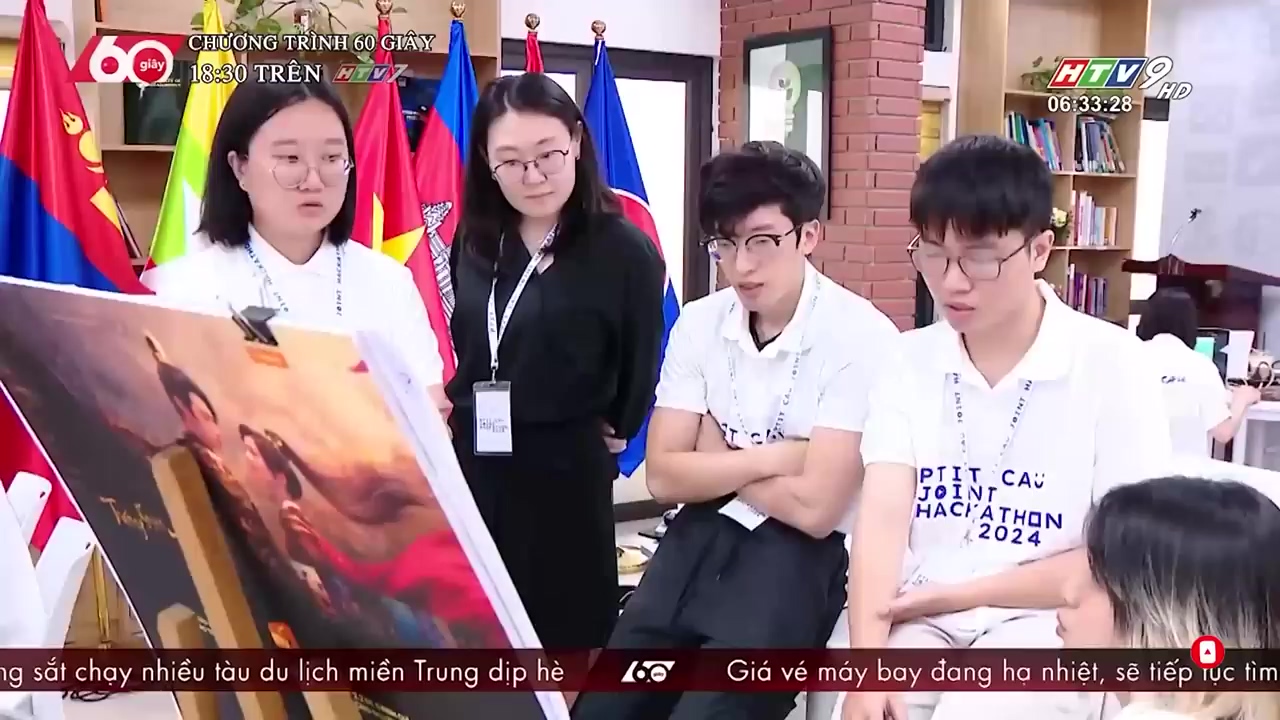 60 giây
CHƯƠNG TRÌNH 60 GIÂY
18:30 TRÊN HTV7
HTV9 HD
06:33:28
PTIT CAU
JOINT
HACKATHON
2024
ng sắt chạy nhiều tàu du lịch miền Trung dịp hè
60 giây
Giá vé máy bay đang hạ nhiệt, sẽ tiếp tục tìm